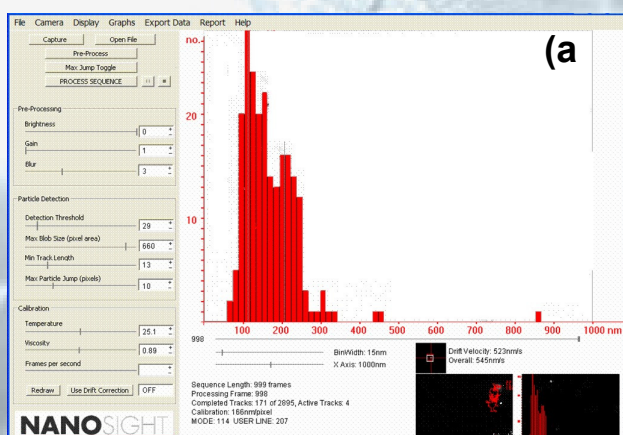 File Camera Display Graphs Export Data Report Help
Capture Open File
Pre-Process
Max Jump Toggle
PROCESS SEQUENCE
Pre-Processing
Brightness
0
Gain
1
Blur
3
Particle Detection
Detection Threshold
29
Max Blob Size (pixel area)
660
Min Track Length
13
Max Particle Jump (pixels)
10
Calibration
Temperature
25.1
Viscosity
0.89
Frames per second
Redraw Use Drift Correction OFF
NANOSIGHT
no.
(a
20
10
100 200 300 400 500 600 700 800 900 1000 nm
998
BinWidth: 15nm
X Axis: 1000nm
Drift Velocity: 523nm/s
Overall: 545nm/s
Sequence Length: 999 frames
Processing Frame: 998
Completed Tracks: 171 of 2895, Active Tracks: 4
Calibration: 166nm/pixel
MODE: 114 USER LINE: 207